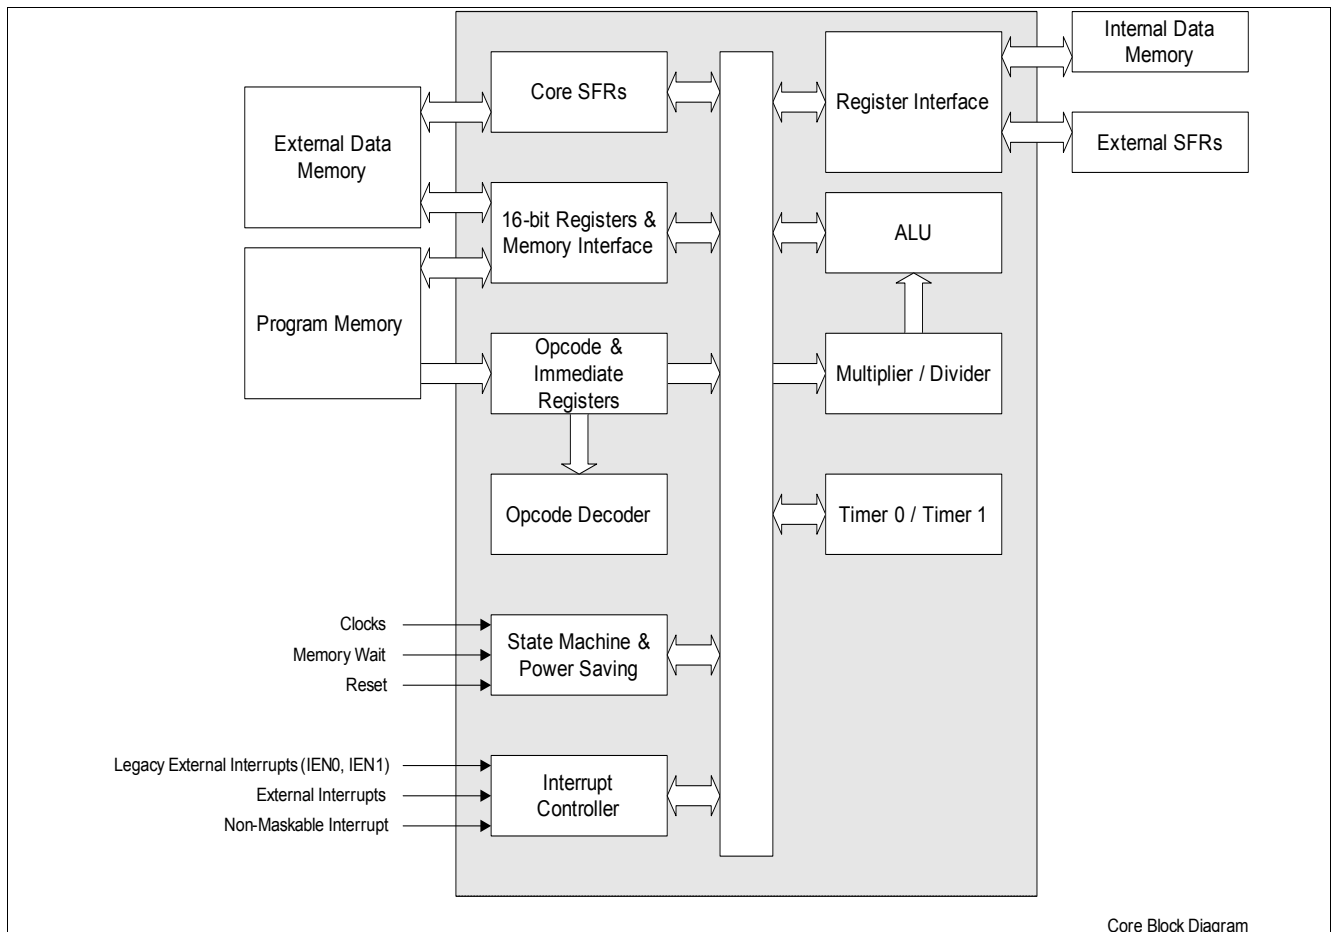 Core SFRs
Register Interface
Internal Data
Memory
External Data
Memory
External SFRs
16-bit Registers &
Memory Interface
ALU
Program Memory
Opcode &
Immediate
Registers
Multiplier / Divider
Opcode Decoder
Timer 0 / Timer 1
Clocks
Memory Wait
Reset
State Machine &
Power Saving
Legacy External Interrupts (IEN0, IEN1)
External Interrupts
Non-Maskable Interrupt
Interrupt
Controller
Core Block Diagram